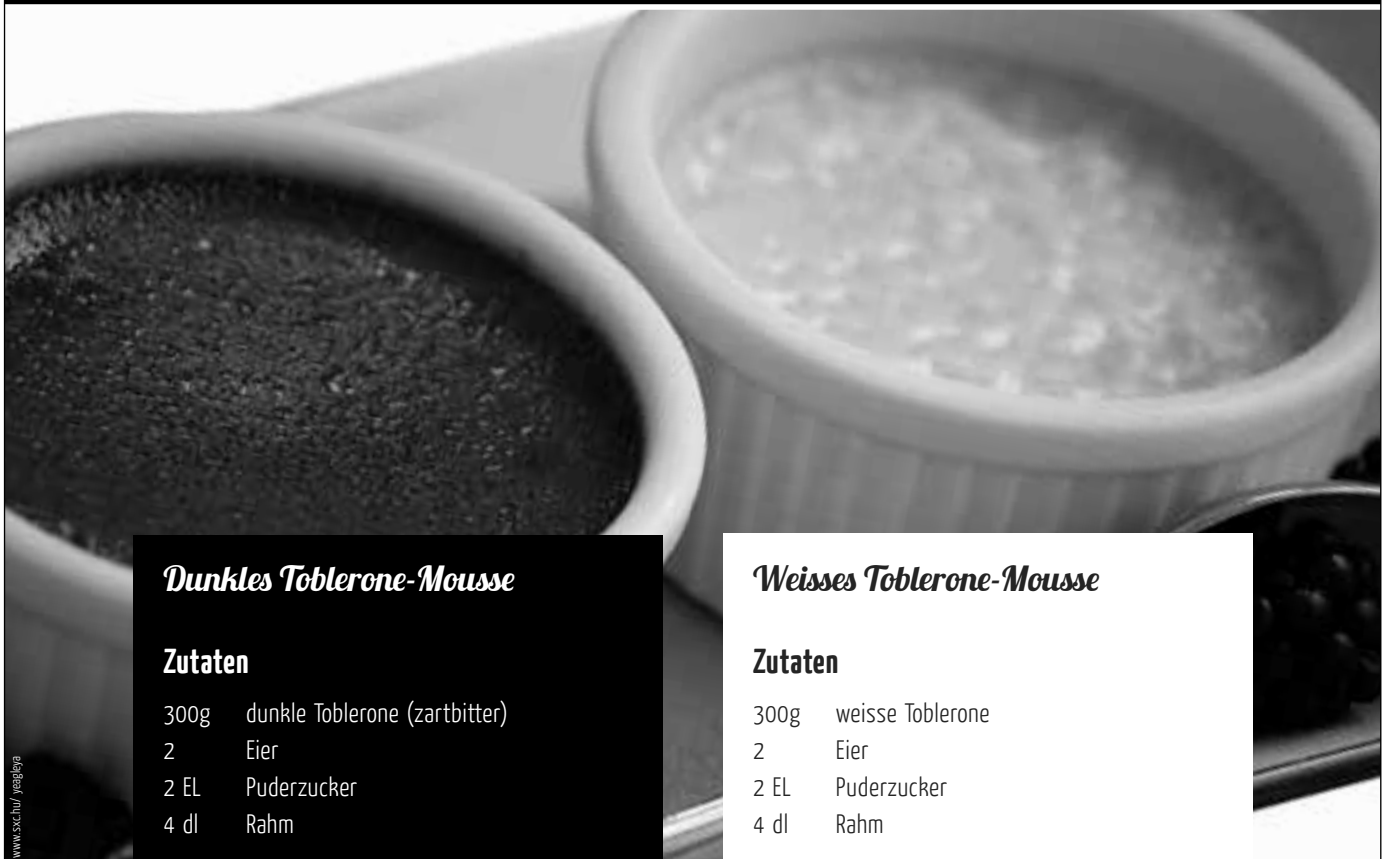 Dunkles Toblerone-Mousse
Zutaten
300g dunkle Toblerone (zartbitter)
2 Eier
2 EL Puderzucker
4 dl Rahm
Weisses Toblerone-Mousse
Zutaten
300g weisse Toblerone
2 Eier
2 EL Puderzucker
4 dl Rahm
www.sxc.hu/ yeagleya